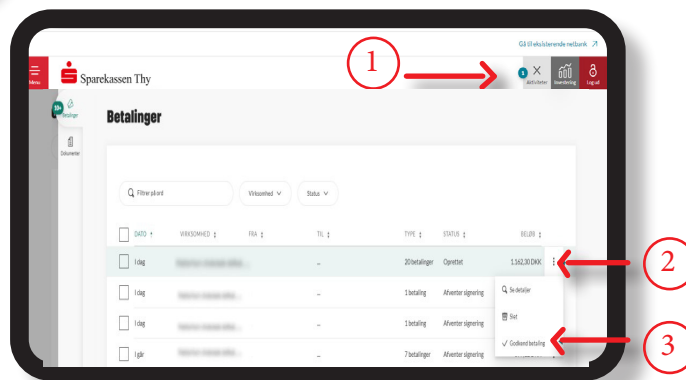 Gå til eksisterende netbank
1
Menu
Sparekassen Thy
Aktiviteter
Investering
Log ud
Betalinger
Betalinger
Dokumenter
Filtrer på ord
Virksomhed
Status
DATO
VIRKSOMHED
FRA
TIL
TYPE
STATUS
BELØB
I dag
–
20 betalinger
Oprettet
1.162,30 DKK
2
I dag
–
1 betaling
Afventer signering
Se detaljer
Slet
I dag
–
1 betaling
Afventer signering
Godkend betaling
3
I går
–
7 betalinger
Afventer signering